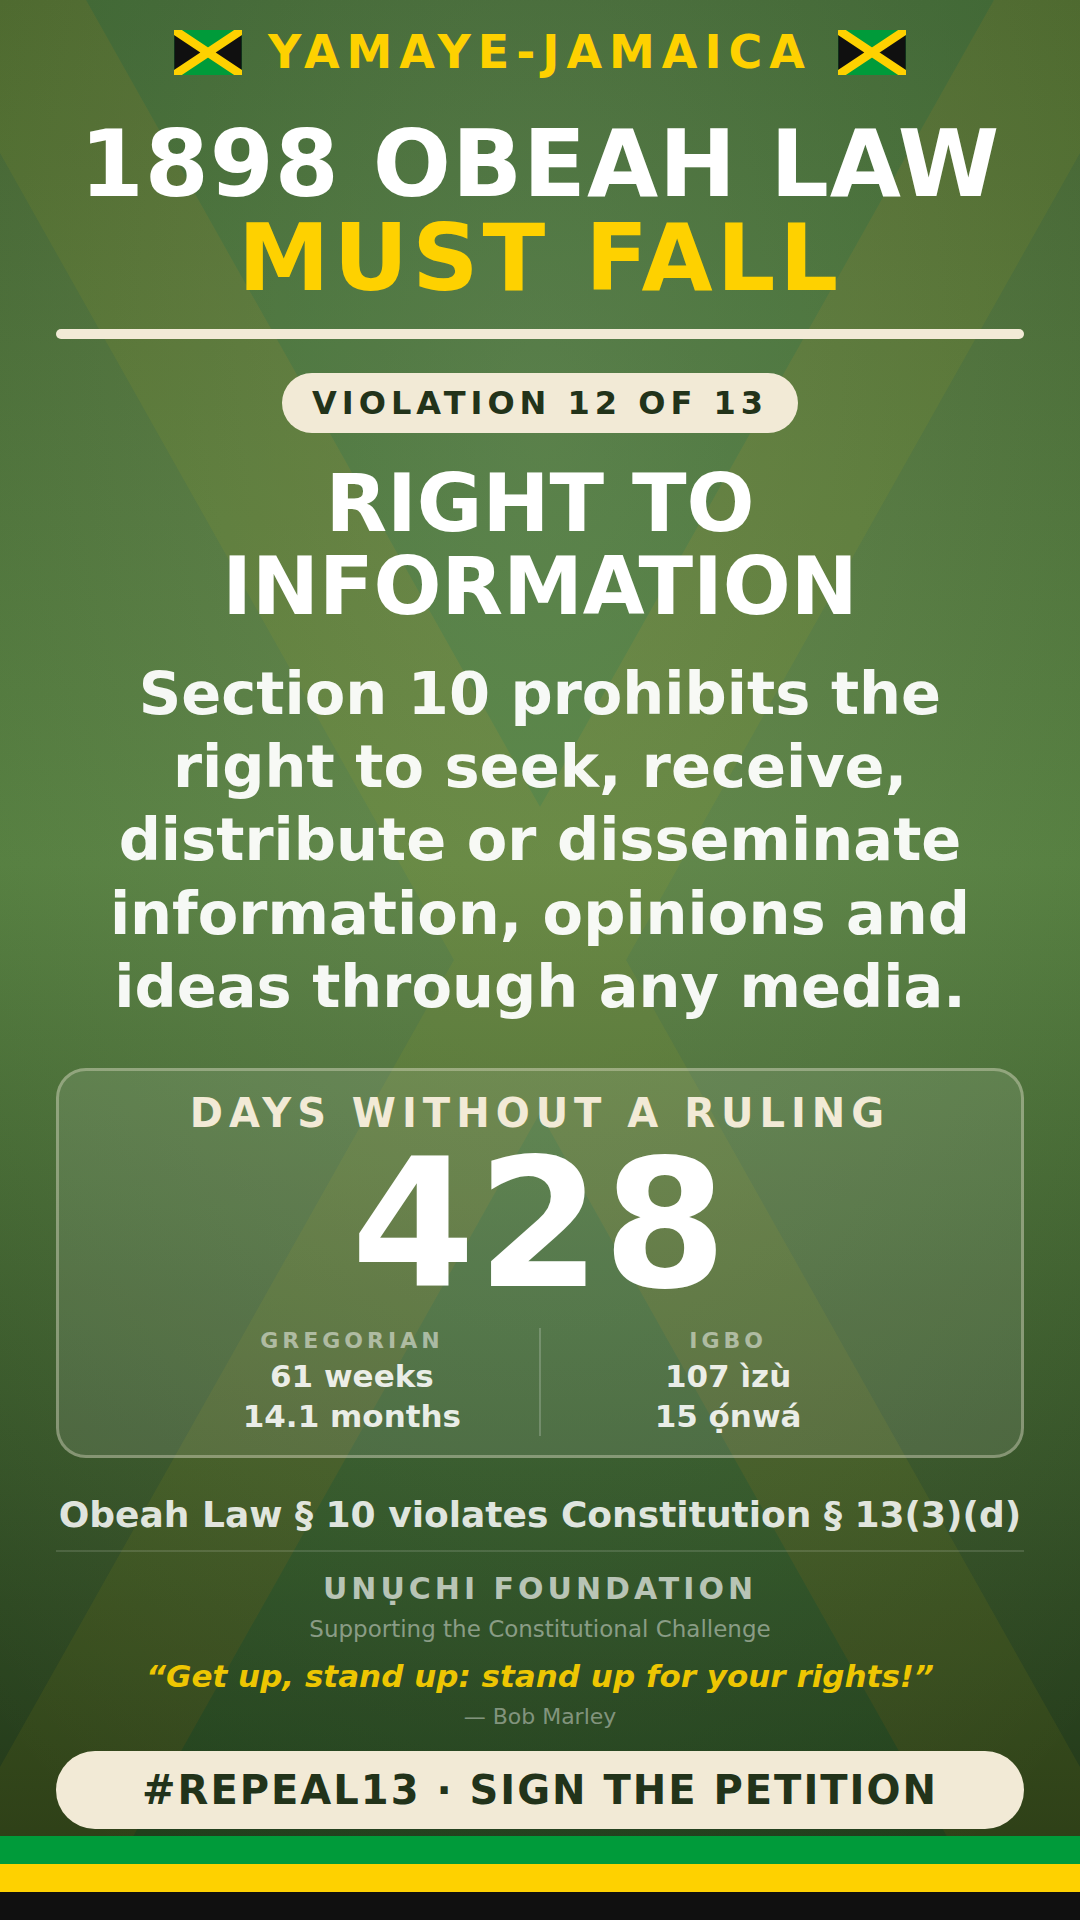 YAMAYE-JAMAICA
1898 OBEAH LAW
MUST FALL
VIOLATION 12 OF 13
RIGHT TO
INFORMATION
Section 10 prohibits the
right to seek, receive,
distribute or disseminate
information, opinions and
ideas through any media.
DAYS WITHOUT A RULING
428
GREGORIAN
61 weeks
14.1 months
IGBO
107 ìzù
15 ọ́nwá
Obeah Law § 10 violates Constitution § 13(3)(d)
UNỤCHI FOUNDATION
Supporting the Constitutional Challenge
“Get up, stand up: stand up for your rights!”
— Bob Marley
#REPEAL13 · SIGN THE PETITION